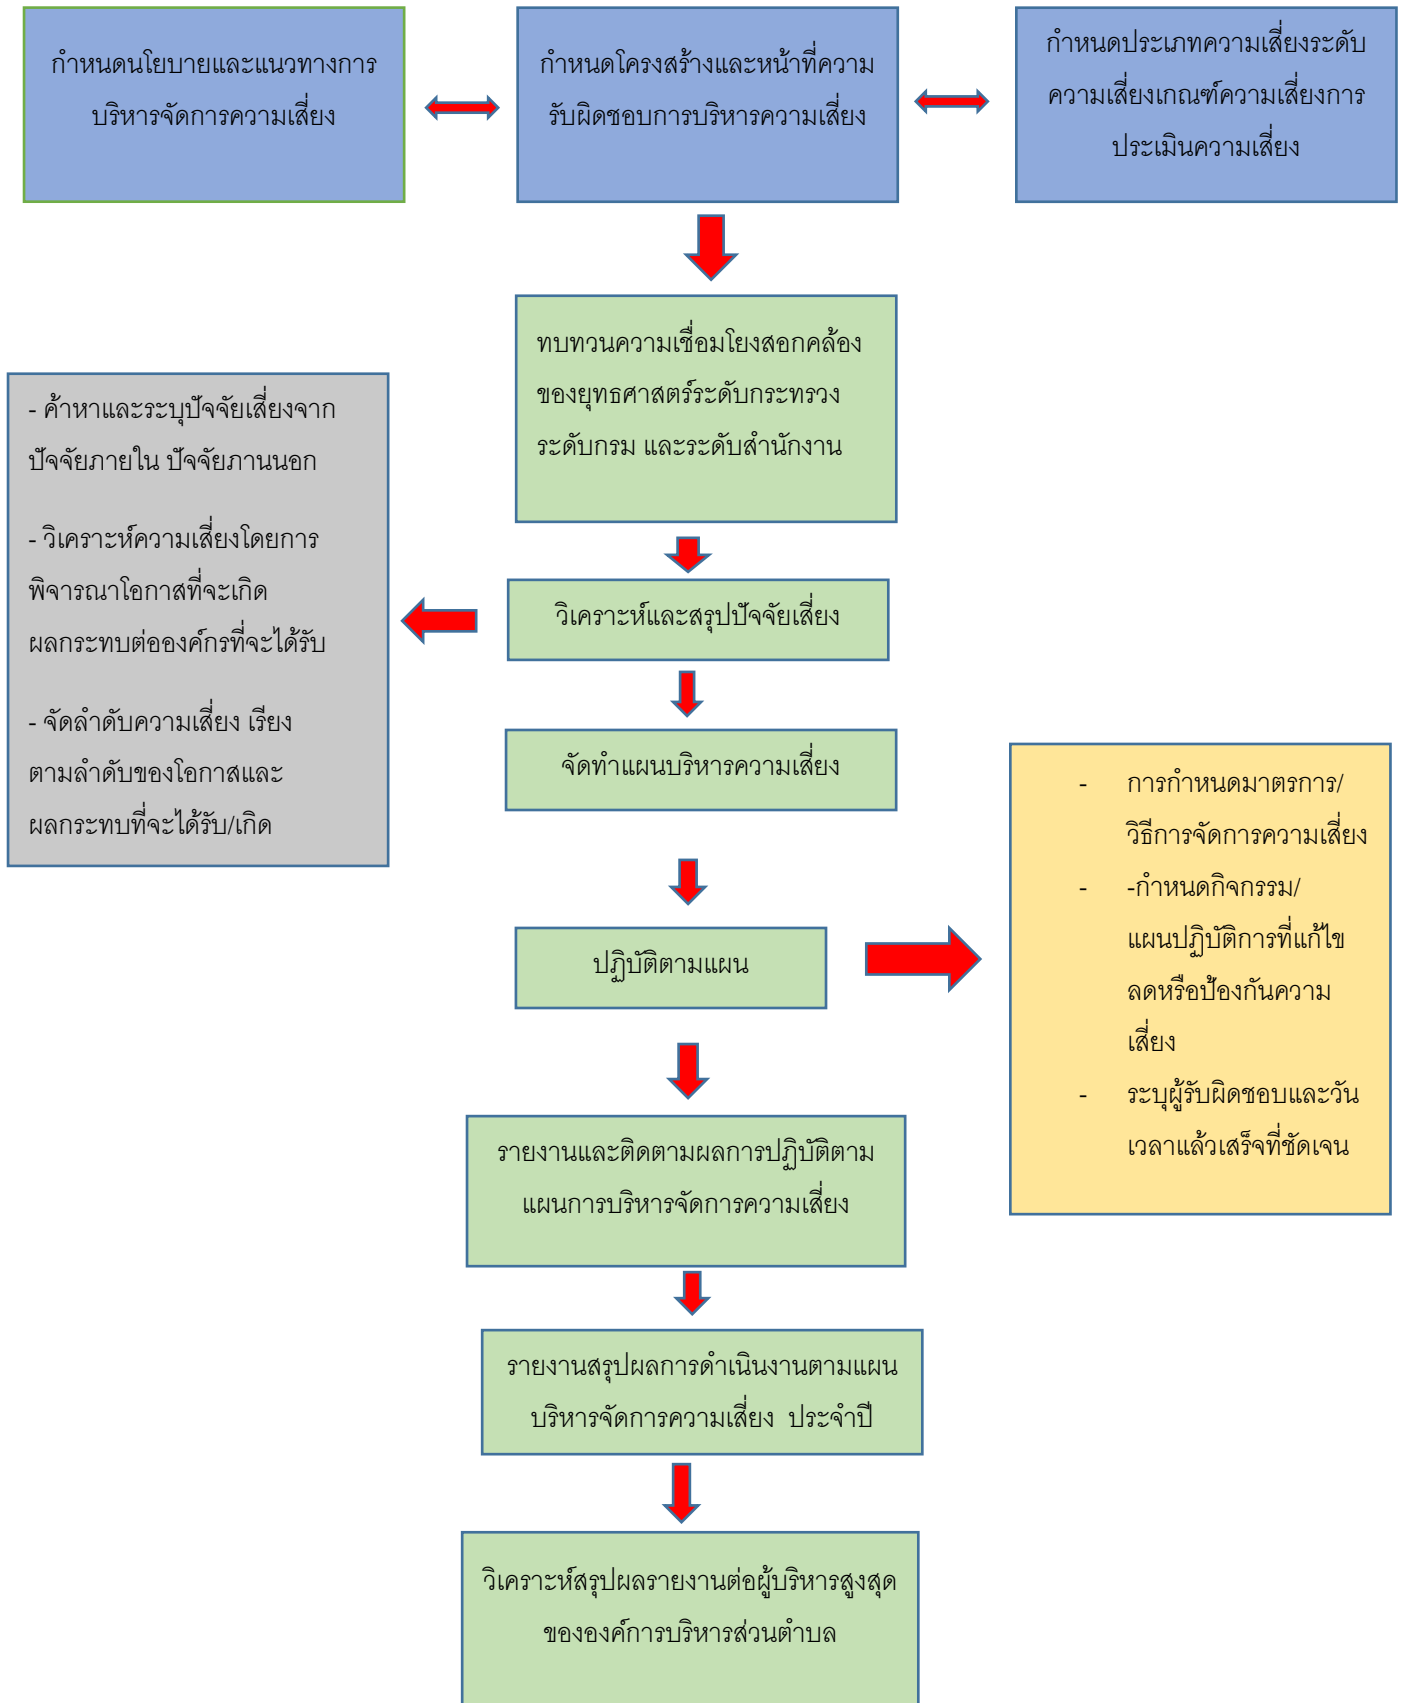 กำหนดนโยบายและแนวทางการ
บริหารจัดการความเสี่ยง
กำหนดโครงสร้างและหน้าที่ความ
รับผิดชอบการบริหารความเสี่ยง
กำหนดประเภทความเสี่ยงระดับ
ความเสี่ยงเกณฑ์ความเสี่ยงการ
ประเมินความเสี่ยง
ทบทวนความเชื่อมโยงสอกคล้อง
ของยุทธศาสตร์ระดับกระทรวง
ระดับกรม และระดับสำนักงาน
- ค้าหาและระบุปัจจัยเสี่ยงจาก
ปัจจัยภายใน ปัจจัยภานนอก
- วิเคราะห์ความเสี่ยงโดยการ
พิจารณาโอกาสที่จะเกิด
ผลกระทบต่อองค์กรที่จะได้รับ
- จัดลำดับความเสี่ยง เรียง
ตามลำดับของโอกาสและ
ผลกระทบที่จะได้รับ/เกิด
วิเคราะห์และสรุปปัจจัยเสี่ยง
จัดทำแผนบริหารความเสี่ยง
ปฏิบัติตามแผน
- การกำหนดมาตรการ/
วิธีการจัดการความเสี่ยง
- -กำหนดกิจกรรม/
แผนปฏิบัติการที่แก้ไข
ลดหรือป้องกันความ
เสี่ยง
- ระบุผู้รับผิดชอบและวัน
เวลาแล้วเสร็จที่ชัดเจน
รายงานและติดตามผลการปฏิบัติตาม
แผนการบริหารจัดการความเสี่ยง
รายงานสรุปผลการดำเนินงานตามแผน
บริหารจัดการความเสี่ยง ประจำปี
วิเคราะห์สรุปผลรายงานต่อผู้บริหารสูงสุด
ขององค์การบริหารส่วนตำบล